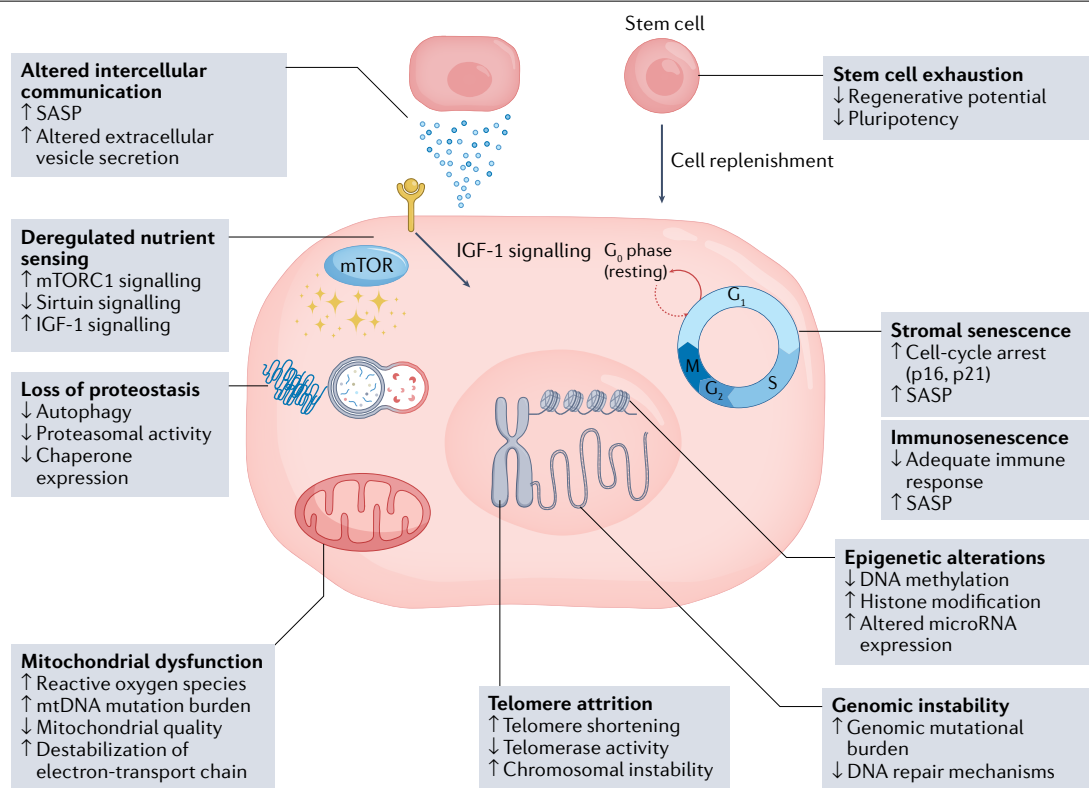 Stem cell
Altered intercellular
communication
↑ SASP
↑ Altered extracellular
vesicle secretion
Stem cell exhaustion
↓ Regenerative potential
↓ Pluripotency
Cell replenishment
Deregulated nutrient
sensing
↑ mTORC1 signalling
↓ Sirtuin signalling
↑ IGF-1 signalling
mTOR
IGF-1 signalling
G₀ phase
(resting)
G₁
S
G₂
M
Stromal senescence
↑ Cell-cycle arrest
(p16, p21)
↑ SASP
Immunosenescence
↓ Adequate immune
response
↑ SASP
Loss of proteostasis
↓ Autophagy
↓ Proteasomal activity
↓ Chaperone
expression
Epigenetic alterations
↓ DNA methylation
↑ Histone modification
↑ Altered microRNA
expression
Mitochondrial dysfunction
↑ Reactive oxygen species
↑ mtDNA mutation burden
↓ Mitochondrial quality
↑ Destabilization of
electron-transport chain
Telomere attrition
↑ Telomere shortening
↓ Telomerase activity
↑ Chromosomal instability
Genomic instability
↑ Genomic mutational
burden
↓ DNA repair mechanisms